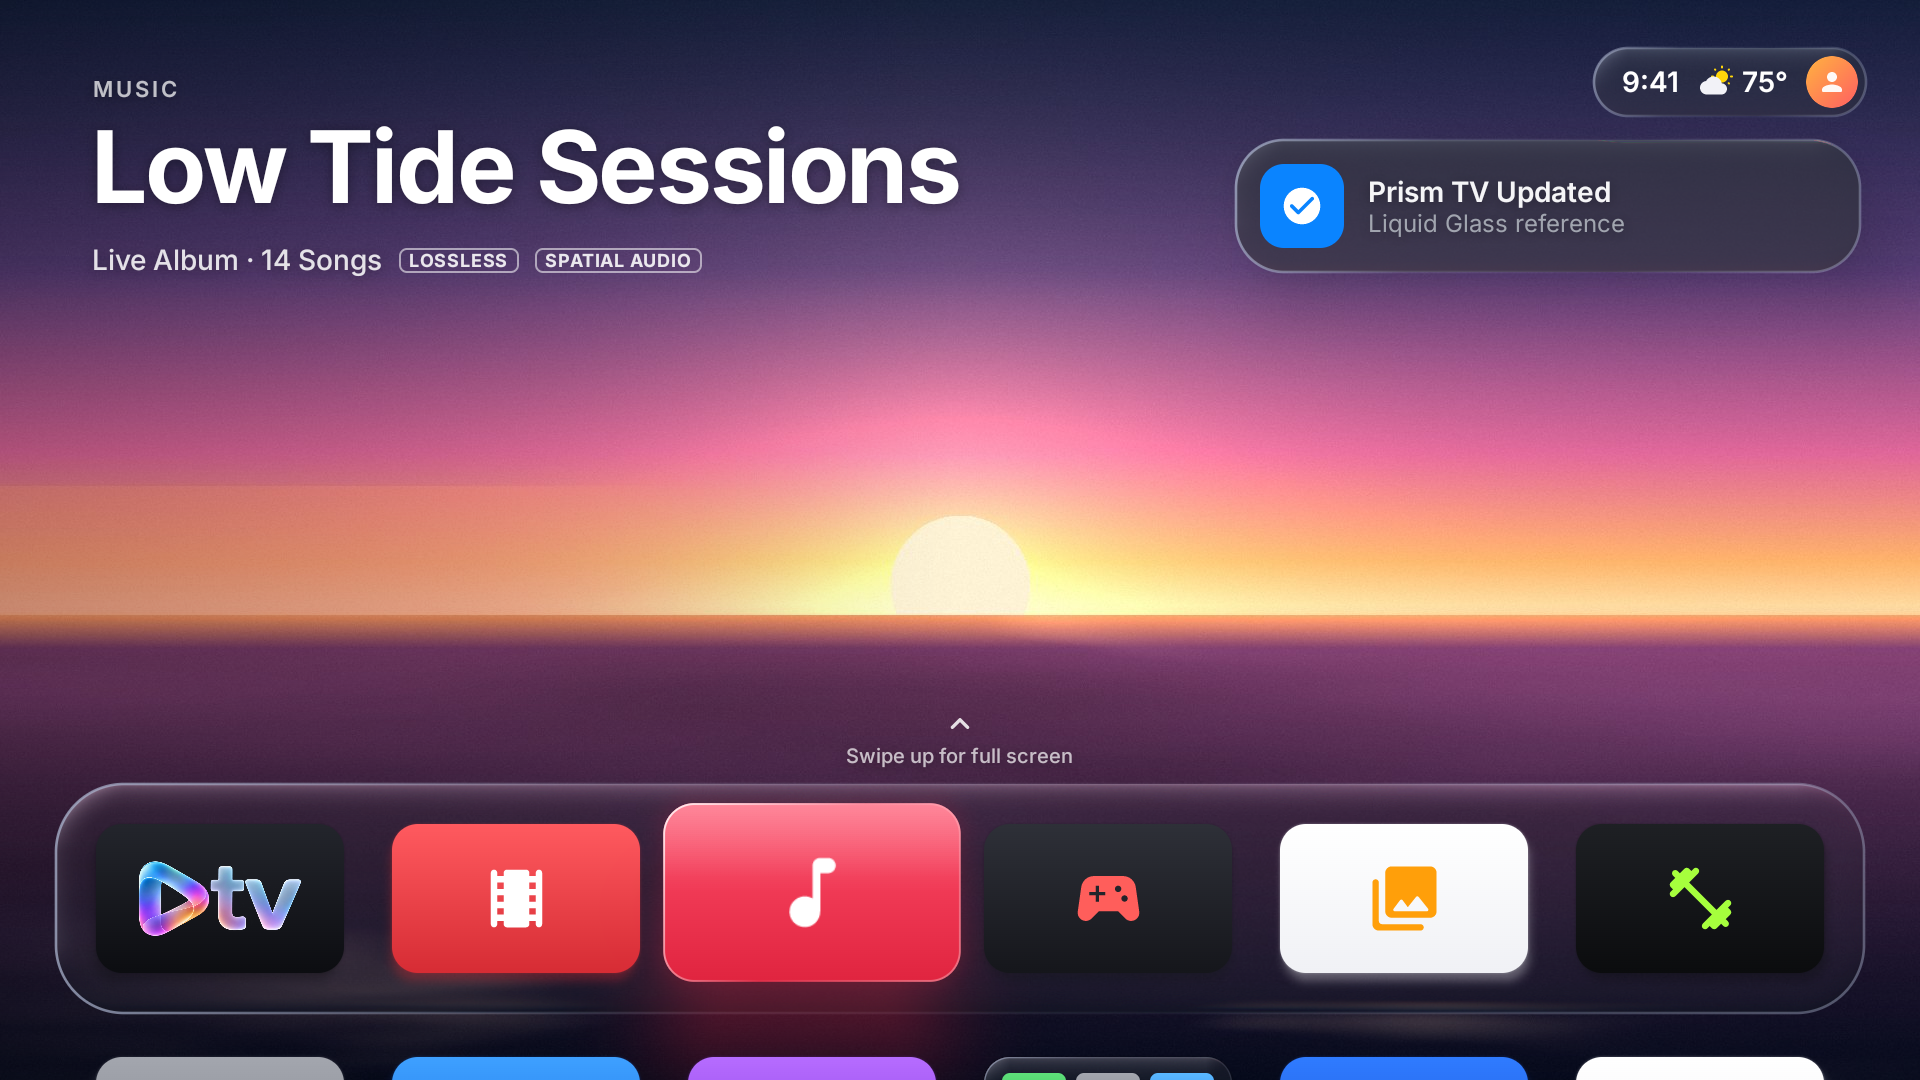 MUSIC
Low Tide Sessions
Live Album · 14 Songs LOSSLESS SPATIAL AUDIO
9:41 75°
Prism TV Updated
Liquid Glass reference
Swipe up for full screen
tv